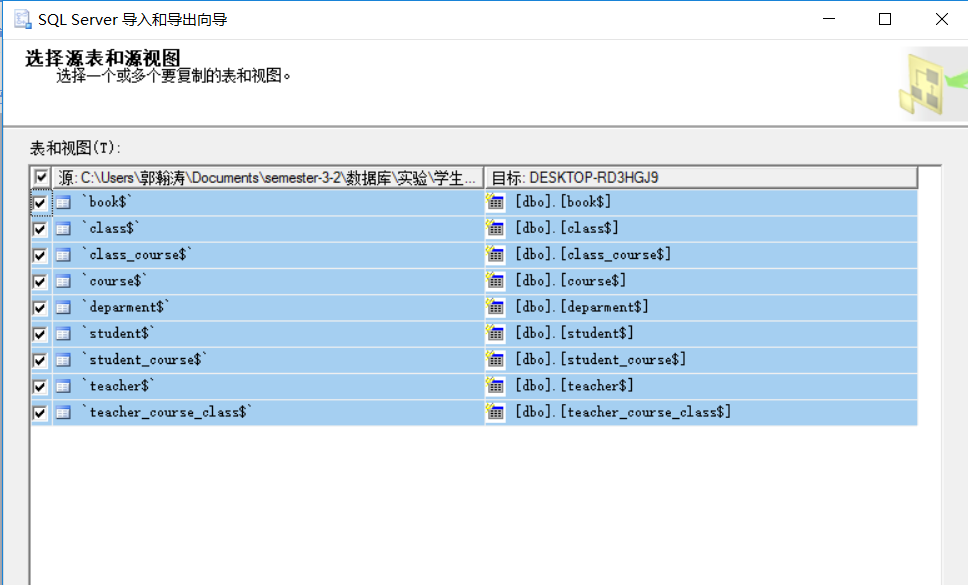 SQL Server 导入和导出向导
选择源表和源视图
选择一个或多个要复制的表和视图。
表和视图(T):
源: C:\Users\郭瀚涛\Documents\semester-3-2\数据库\实验\学生... 目标: DESKTOP-RD3HGJ9
`book$` [dbo].[book$]
`class$` [dbo].[class$]
`class_course$` [dbo].[class_course$]
`course$` [dbo].[course$]
`deparment$` [dbo].[deparment$]
`student$` [dbo].[student$]
`student_course$` [dbo].[student_course$]
`teacher$` [dbo].[teacher$]
`teacher_course_class$` [dbo].[teacher_course_class$]